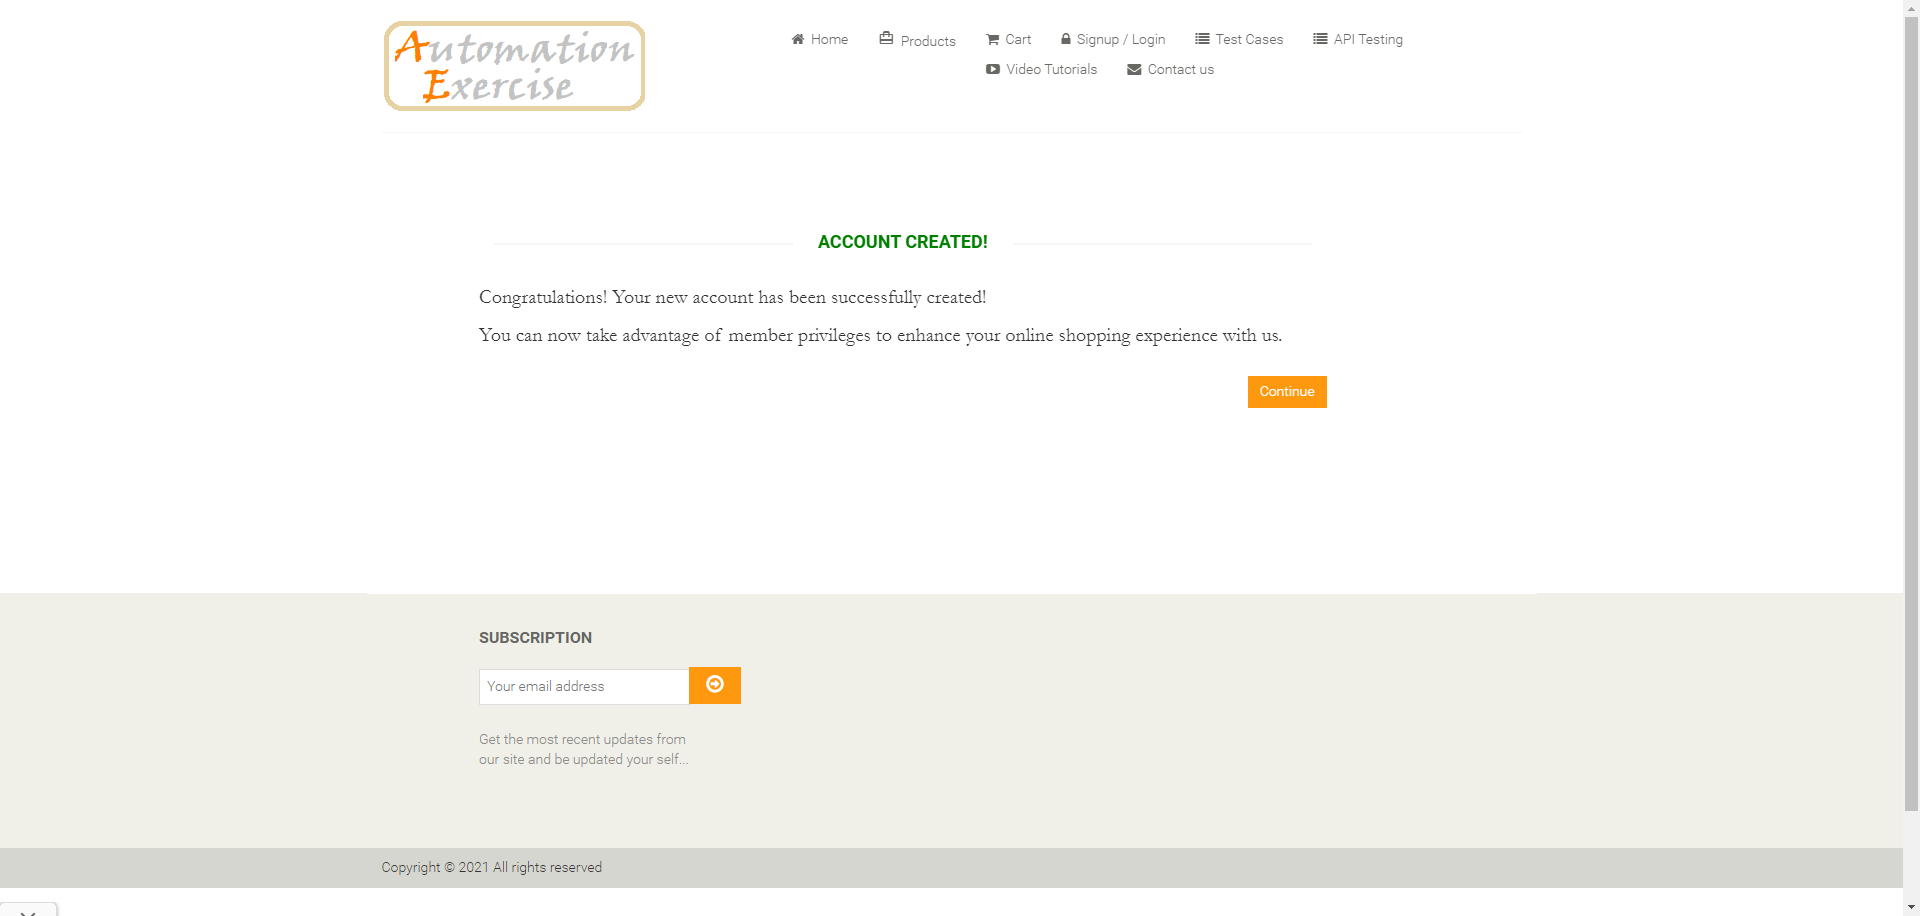 Automation
Exercise
Home
Products
Cart
Signup / Login
Test Cases
API Testing
Video Tutorials
Contact us
ACCOUNT CREATED!
Congratulations! Your new account has been successfully created!
You can now take advantage of member privileges to enhance your online shopping experience with us.
Continue
SUBSCRIPTION
Your email address
Get the most recent updates from
our site and be updated your self...
Copyright © 2021 All rights reserved